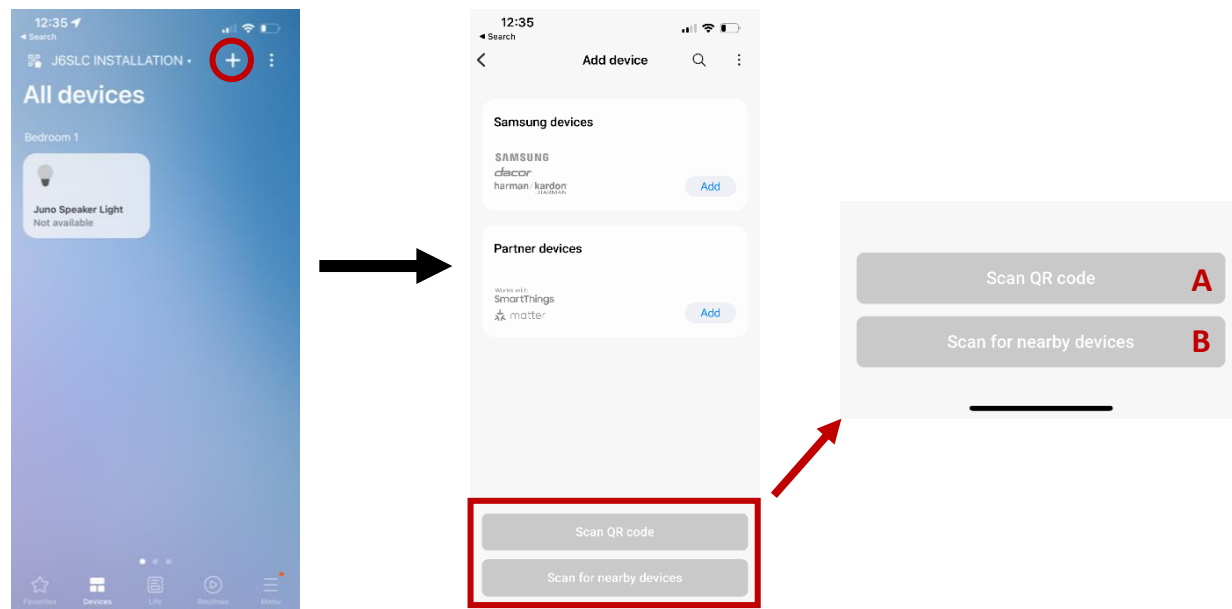 12:35
◄ Search
J6SLC INSTALLATION
All devices
Bedroom 1
Juno Speaker Light
Not available
Favorites Devices Life Routines Menu
12:35
◄ Search
Add device
Samsung devices
SAMSUNG
dacor
harman/kardon
HARMAN
Add
Partner devices
Works with
SmartThings
matter
Add
Scan QR code
Scan for nearby devices
Scan QR code A
Scan for nearby devices B